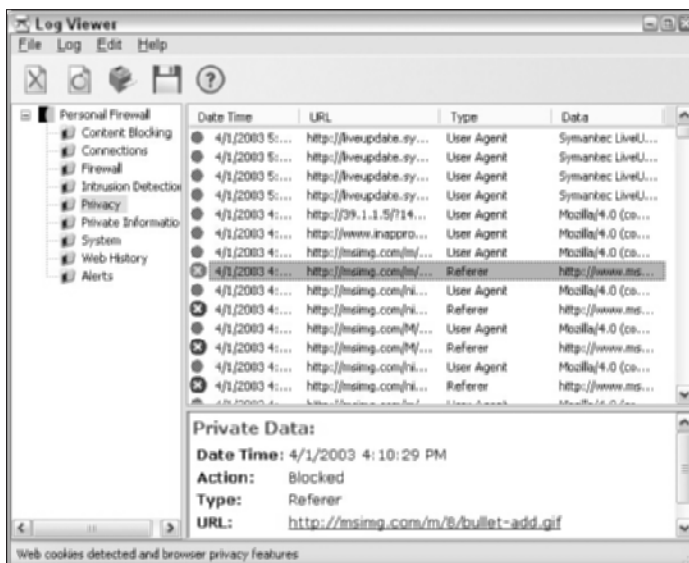 Log Viewer
File Log Edit Help
Personal Firewall
Content Blocking
Connections
Firewall
Intrusion Detection
Privacy
Private Informatio
System
Web History
Alerts
Date Time URL Type Data
4/1/2003 5:... http://liveupdate.sy... User Agent Symantec LiveU...
4/1/2003 5:... http://liveupdate.sy... User Agent Symantec LiveU...
4/1/2003 5:... http://liveupdate.sy... User Agent Symantec LiveU...
4/1/2003 5:... http://liveupdate.sy... User Agent Symantec LiveU...
4/1/2003 4:... http://39.1.1.5/?14... User Agent Mozilla/4.0 (co...
4/1/2003 4:... http://www.inappro... User Agent Mozilla/4.0 (co...
4/1/2003 4:... http://msimg.com/m/... User Agent Mozilla/4.0 (co...
4/1/2003 4:... http://msimg.com/m/... Referer http://www.ms...
4/1/2003 4:... http://msimg.com/ni... User Agent Mozilla/4.0 (co...
4/1/2003 4:... http://msimg.com/ni... Referer http://www.ms...
4/1/2003 4:... http://msimg.com/M/... User Agent Mozilla/4.0 (co...
4/1/2003 4:... http://msimg.com/M/... Referer http://www.ms...
4/1/2003 4:... http://msimg.com/ni... User Agent Mozilla/4.0 (co...
4/1/2003 4:... http://msimg.com/ni... Referer http://www.ms...
Private Data:
Date Time: 4/1/2003 4:10:29 PM
Action: Blocked
Type: Referer
URL: http://msimg.com/m/8/bullet-add.gif
Web cookies detected and browser privacy features